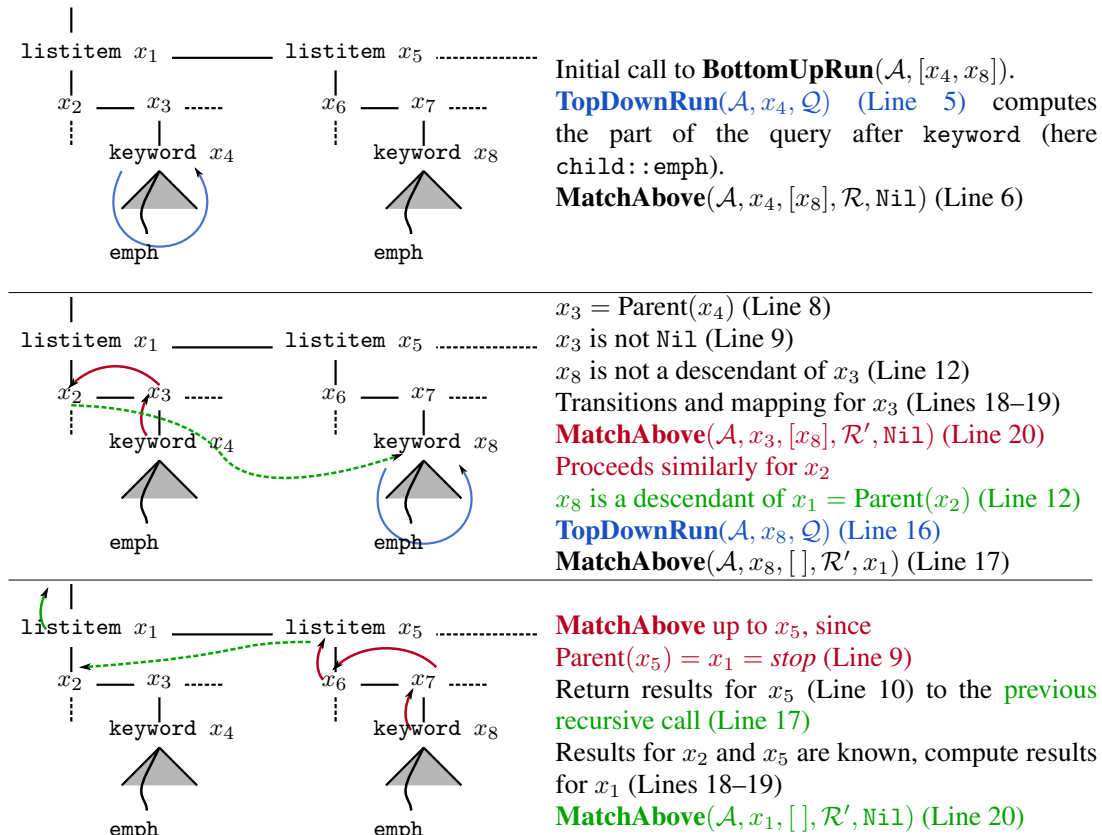 listitem x₁ listitem x₅
x₂ x₃ x₆ x₇
keyword x₄ keyword x₈
emph emph
Initial call to BottomUpRun(𝒜, [x₄, x₈]).
TopDownRun(𝒜, x₄, 𝒬) (Line 5) computes
the part of the query after keyword (here
child::emph).
MatchAbove(𝒜, x₄, [x₈], ℛ, Nil) (Line 6)
listitem x₁ listitem x₅
x₂ x₃ x₆ x₇
keyword x₄ keyword x₈
emph emph
x₃ = Parent(x₄) (Line 8)
x₃ is not Nil (Line 9)
x₈ is not a descendant of x₃ (Line 12)
Transitions and mapping for x₃ (Lines 18–19)
MatchAbove(𝒜, x₃, [x₈], ℛ′, Nil) (Line 20)
Proceeds similarly for x₂
x₈ is a descendant of x₁ = Parent(x₂) (Line 12)
TopDownRun(𝒜, x₈, 𝒬) (Line 16)
MatchAbove(𝒜, x₈, [ ], ℛ′, x₁) (Line 17)
listitem x₁ listitem x₅
x₂ x₃ x₆ x₇
keyword x₄ keyword x₈
emph emph
MatchAbove up to x₅, since
Parent(x₅) = x₁ = stop (Line 9)
Return results for x₅ (Line 10) to the previous
recursive call (Line 17)
Results for x₂ and x₅ are known, compute results
for x₁ (Lines 18–19)
MatchAbove(𝒜, x₁, [ ], ℛ′, Nil) (Line 20)